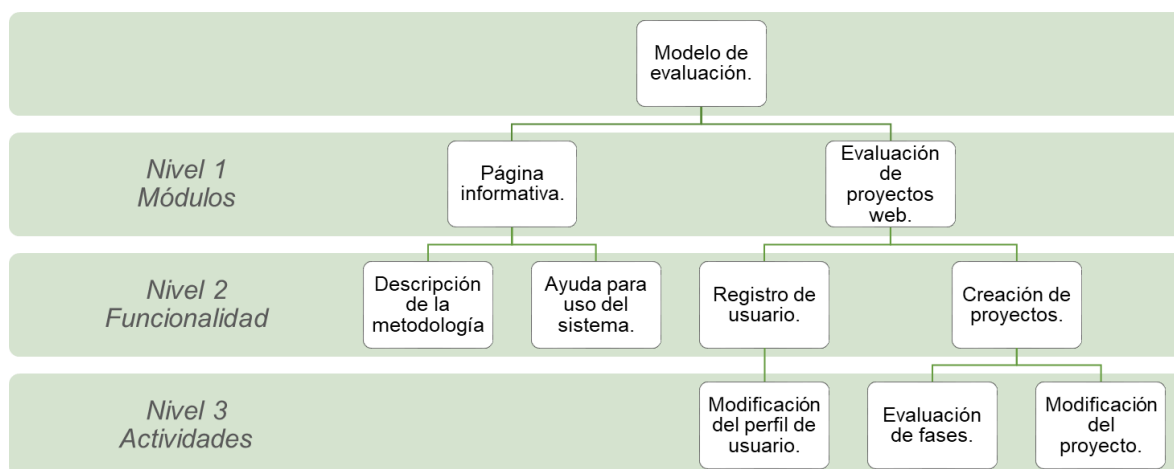 Modelo de
evaluación.
Nivel 1
Módulos
Página
informativa.
Evaluación
de
proyectos
web.
Nivel 2
Funcionalidad
Descripción
de la
metodología
Ayuda para
uso del
sistema.
Registro de
usuario.
Creación de
proyectos.
Nivel 3
Actividades
Modificación
del perfil de
usuario.
Evaluación
de fases.
Modificación
del
proyecto.